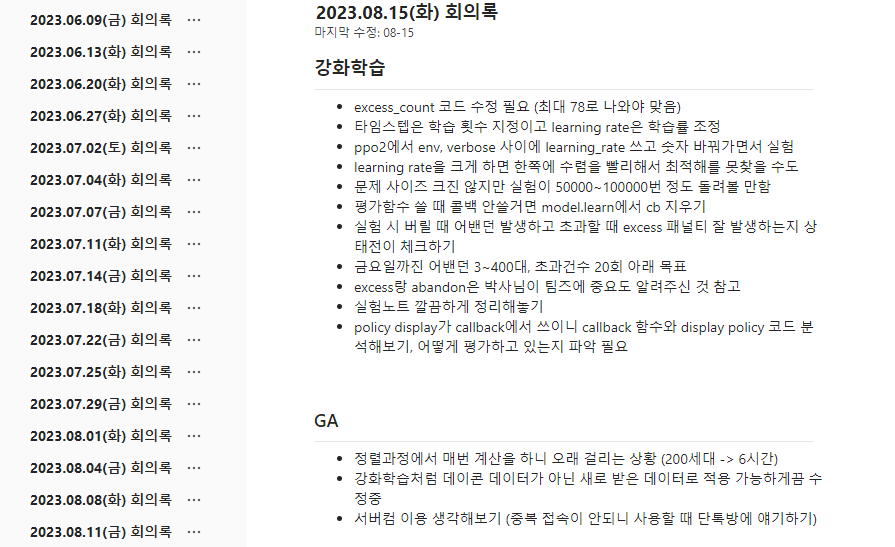 2023.06.09(금) 회의록 ...
2023.06.13(화) 회의록 ...
2023.06.20(화) 회의록 ...
2023.06.27(화) 회의록 ...
2023.07.02(토) 회의록 ...
2023.07.04(화) 회의록 ...
2023.07.07(금) 회의록 ...
2023.07.11(화) 회의록 ...
2023.07.14(금) 회의록 ...
2023.07.18(화) 회의록 ...
2023.07.22(금) 회의록 ...
2023.07.25(화) 회의록 ...
2023.07.29(금) 회의록 ...
2023.08.01(화) 회의록 ...
2023.08.04(금) 회의록 ...
2023.08.08(화) 회의록 ...
2023.08.11(금) 회의록 ...
2023.08.15(화) 회의록
마지막 수정: 08-15
강화학습
• excess_count 코드 수정 필요 (최대 78로 나와야 맞음)
• 타임스텝은 학습 횟수 지정이고 learning rate은 학습률 조정
• ppo2에서 env, verbose 사이에 learning_rate 쓰고 숫자 바꿔가면서 실험
• learning rate을 크게 하면 한쪽에 수렴을 빨리해서 최적해를 못찾을 수도
• 문제 사이즈 크진 않지만 실험이 50000~100000번 정도 돌려볼 만함
• 평가함수 쓸 때 콜백 안쓸거면 model.learn에서 cb 지우기
• 실험 시 버릴 때 어밴던 발생하고 초과할 때 excess 패널티 잘 발생하는지 상
태전이 체크하기
• 금요일까진 어밴던 3~400대, 초과건수 20회 아래 목표
• excess랑 abandon은 박사님이 팀즈에 중요도 알려주신 것 참고
• 실험노트 깔끔하게 정리해놓기
• policy display가 callback에서 쓰이니 callback 함수와 display policy 코드 분
석해보기, 어떻게 평가하고 있는지 파악 필요
GA
• 정렬과정에서 매번 계산을 하니 오래 걸리는 상황 (200세대 -> 6시간)
• 강화학습처럼 데이콘 데이터가 아닌 새로 받은 데이터로 적용 가능하게끔 수
정중
• 서버컴 이용 생각해보기 (중복 접속이 안되니 사용할 때 단톡방에 얘기하기)